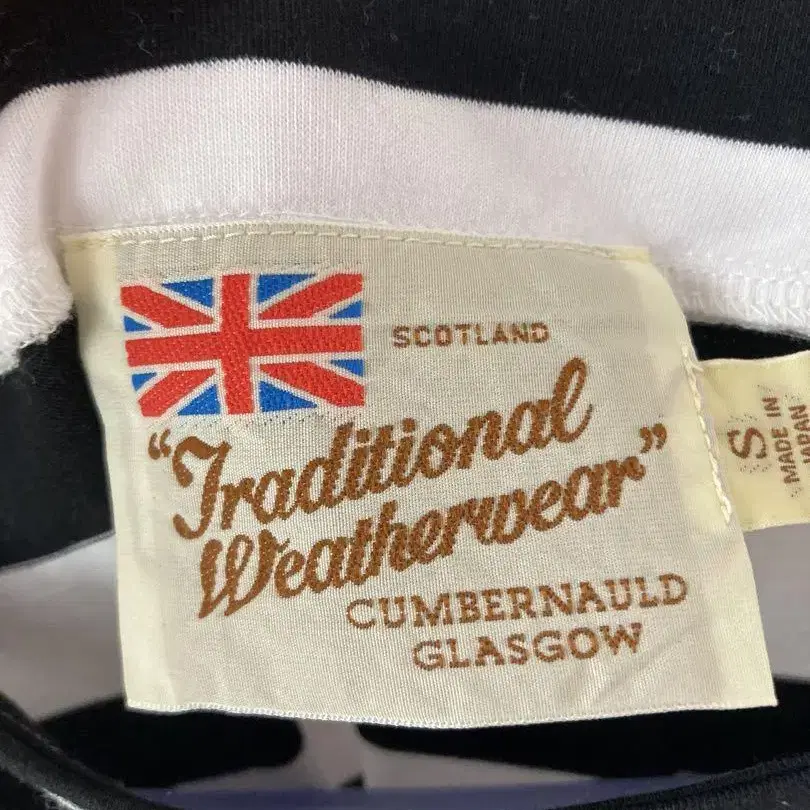 SCOTLAND
“Traditional
Weatherwear”
CUMBERNAULD
GLASGOW
S
MADE IN
JAPAN